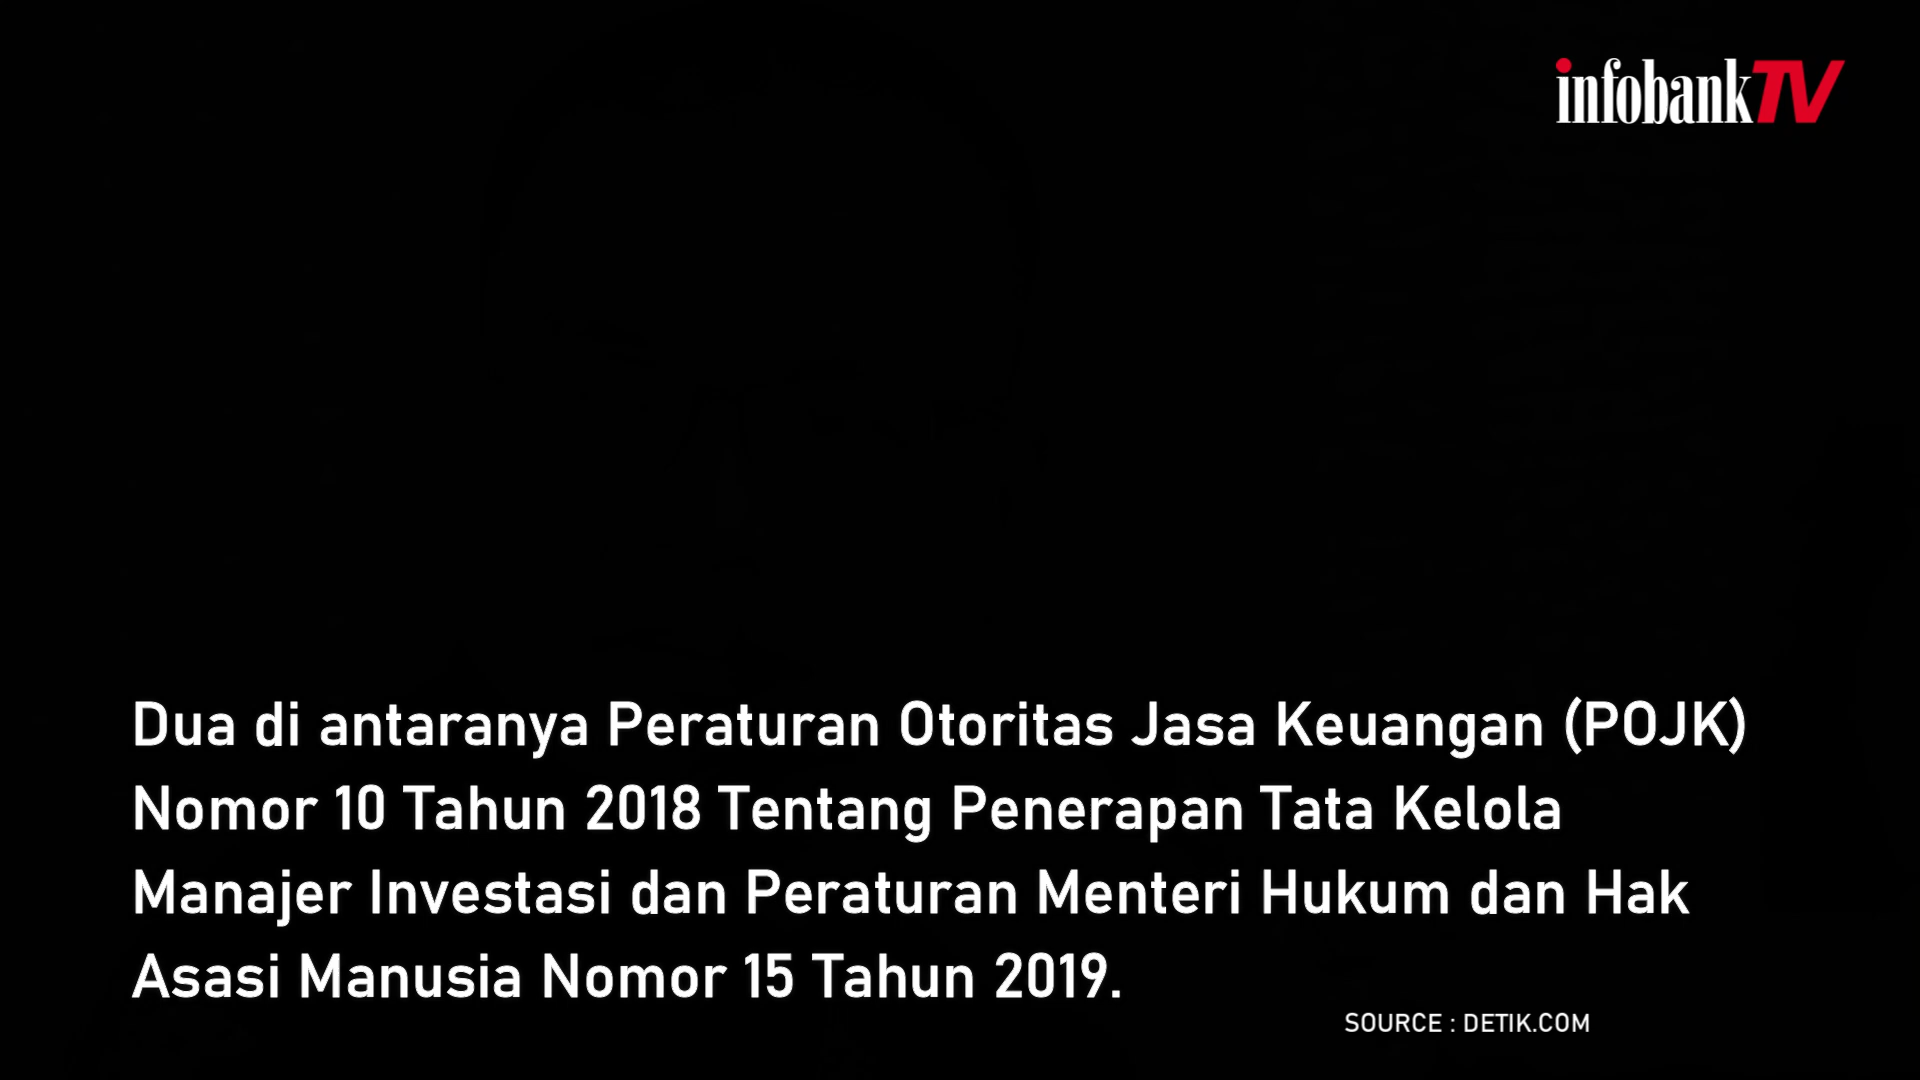 infobankTV
Dua di antaranya Peraturan Otoritas Jasa Keuangan (POJK)
Nomor 10 Tahun 2018 Tentang Penerapan Tata Kelola
Manajer Investasi dan Peraturan Menteri Hukum dan Hak
Asasi Manusia Nomor 15 Tahun 2019.
SOURCE : DETIK.COM